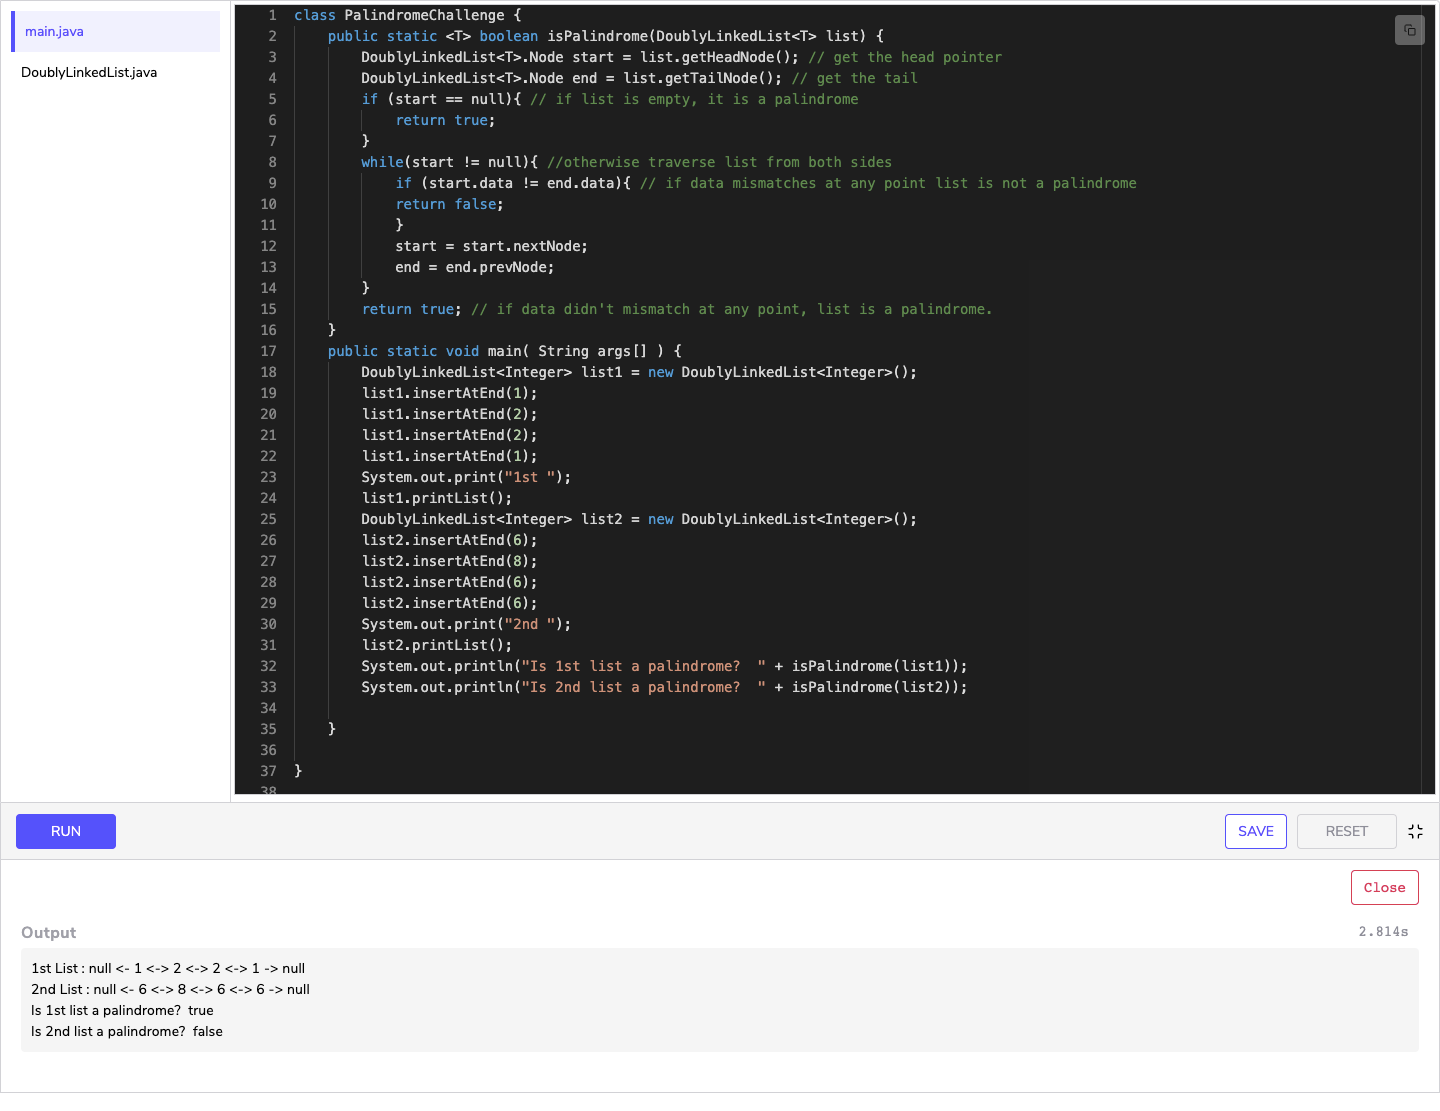 main.java
DoublyLinkedList.java
1 class PalindromeChallenge {
2     public static <T> boolean isPalindrome(DoublyLinkedList<T> list) {
3         DoublyLinkedList<T>.Node start = list.getHeadNode(); // get the head pointer
4         DoublyLinkedList<T>.Node end = list.getTailNode(); // get the tail
5         if (start == null){ // if list is empty, it is a palindrome
6             return true;
7         }
8         while(start != null){ //otherwise traverse list from both sides
9             if (start.data != end.data){ // if data mismatches at any point list is not a palindrome
10             return false;
11             }
12             start = start.nextNode;
13             end = end.prevNode;
14         }
15         return true; // if data didn't mismatch at any point, list is a palindrome.
16     }
17     public static void main( String args[] ) {
18         DoublyLinkedList<Integer> list1 = new DoublyLinkedList<Integer>();
19         list1.insertAtEnd(1);
20         list1.insertAtEnd(2);
21         list1.insertAtEnd(2);
22         list1.insertAtEnd(1);
23         System.out.print("1st ");
24         list1.printList();
25         DoublyLinkedList<Integer> list2 = new DoublyLinkedList<Integer>();
26         list2.insertAtEnd(6);
27         list2.insertAtEnd(8);
28         list2.insertAtEnd(6);
29         list2.insertAtEnd(6);
30         System.out.print("2nd ");
31         list2.printList();
32         System.out.println("Is 1st list a palindrome?  " + isPalindrome(list1));
33         System.out.println("Is 2nd list a palindrome?  " + isPalindrome(list2));
34
35     }
36
37 }
38
RUN
SAVE
RESET
Close
Output
2.814s
1st List : null <- 1 <-> 2 <-> 2 <-> 1 -> null
2nd List : null <- 6 <-> 8 <-> 6 <-> 6 -> null
Is 1st list a palindrome?  true
Is 2nd list a palindrome?  false